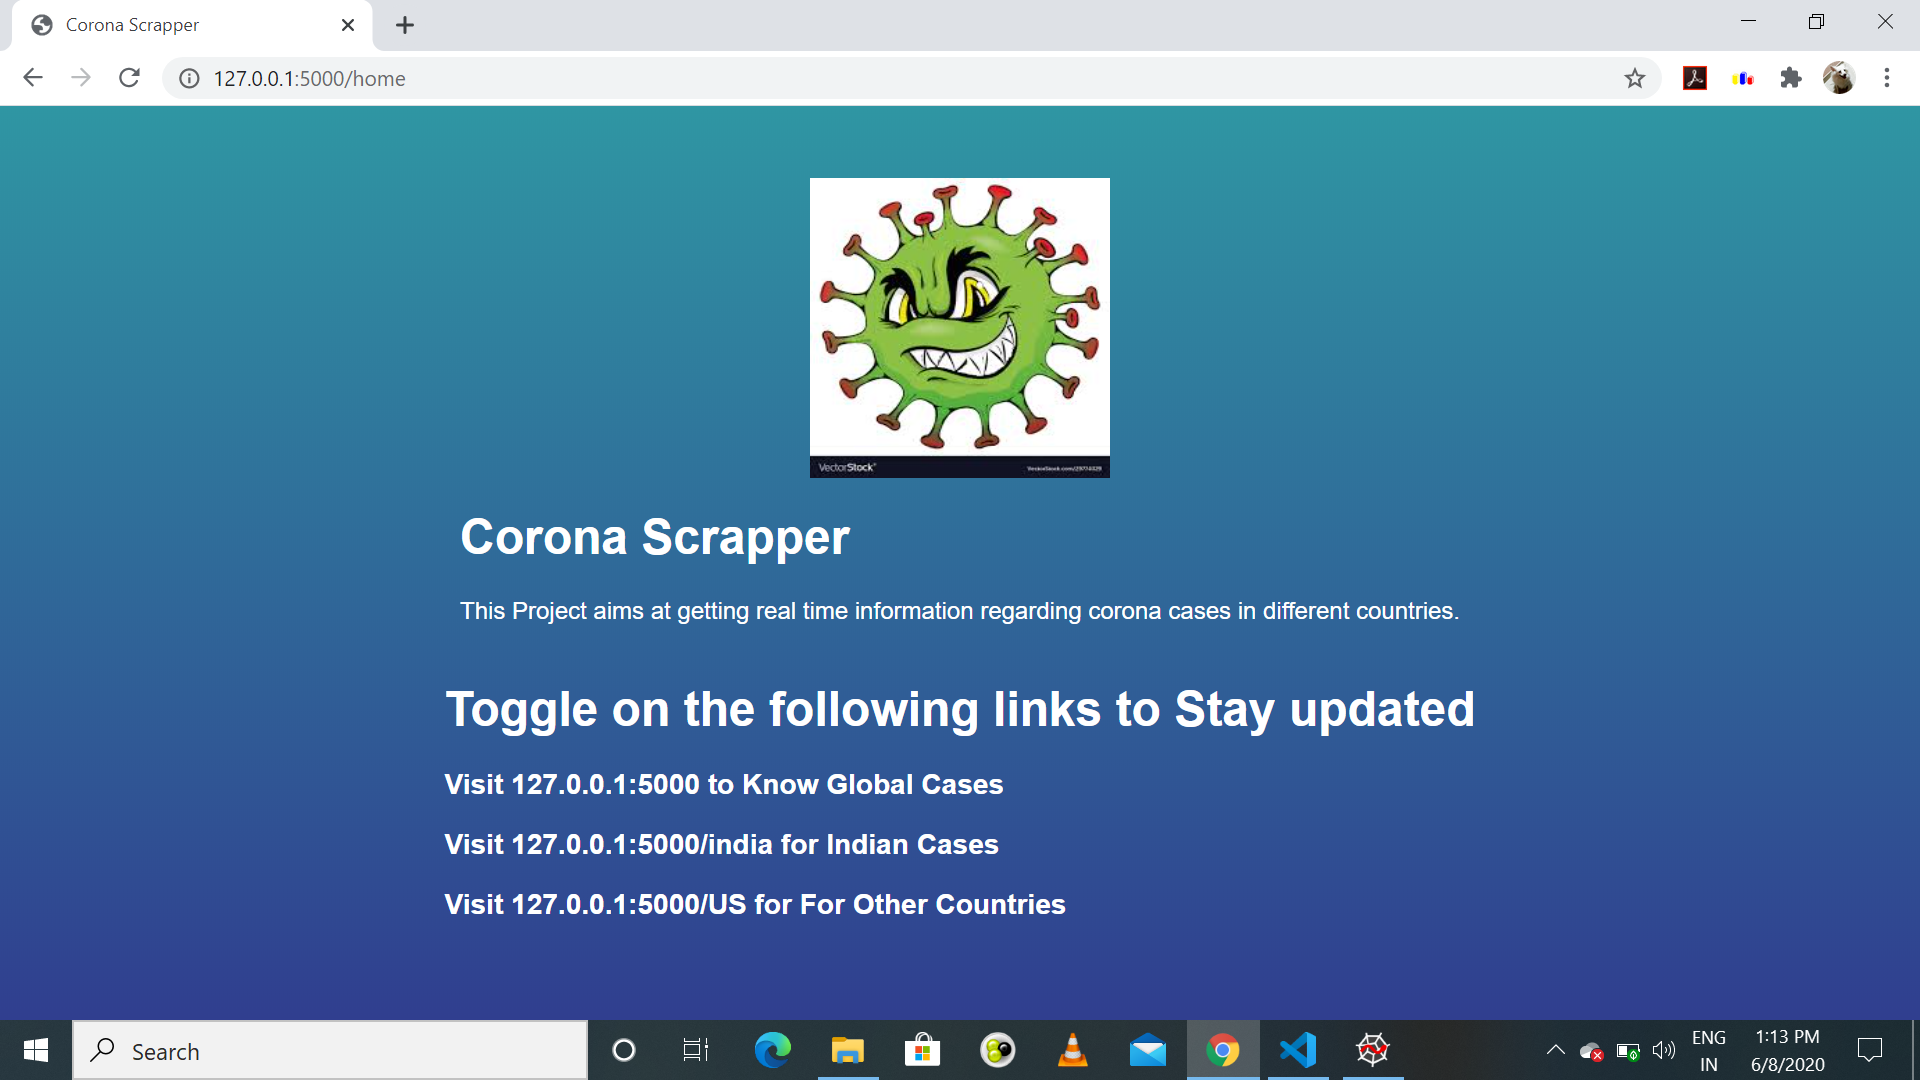 Corona Scrapper
127.0.0.1:5000/home
VectorStock®
Corona Scrapper
This Project aims at getting real time information regarding corona cases in different countries.
Toggle on the following links to Stay updated
Visit 127.0.0.1:5000 to Know Global Cases
Visit 127.0.0.1:5000/india for Indian Cases
Visit 127.0.0.1:5000/US for For Other Countries
Search
ENG
IN
1:13 PM
6/8/2020